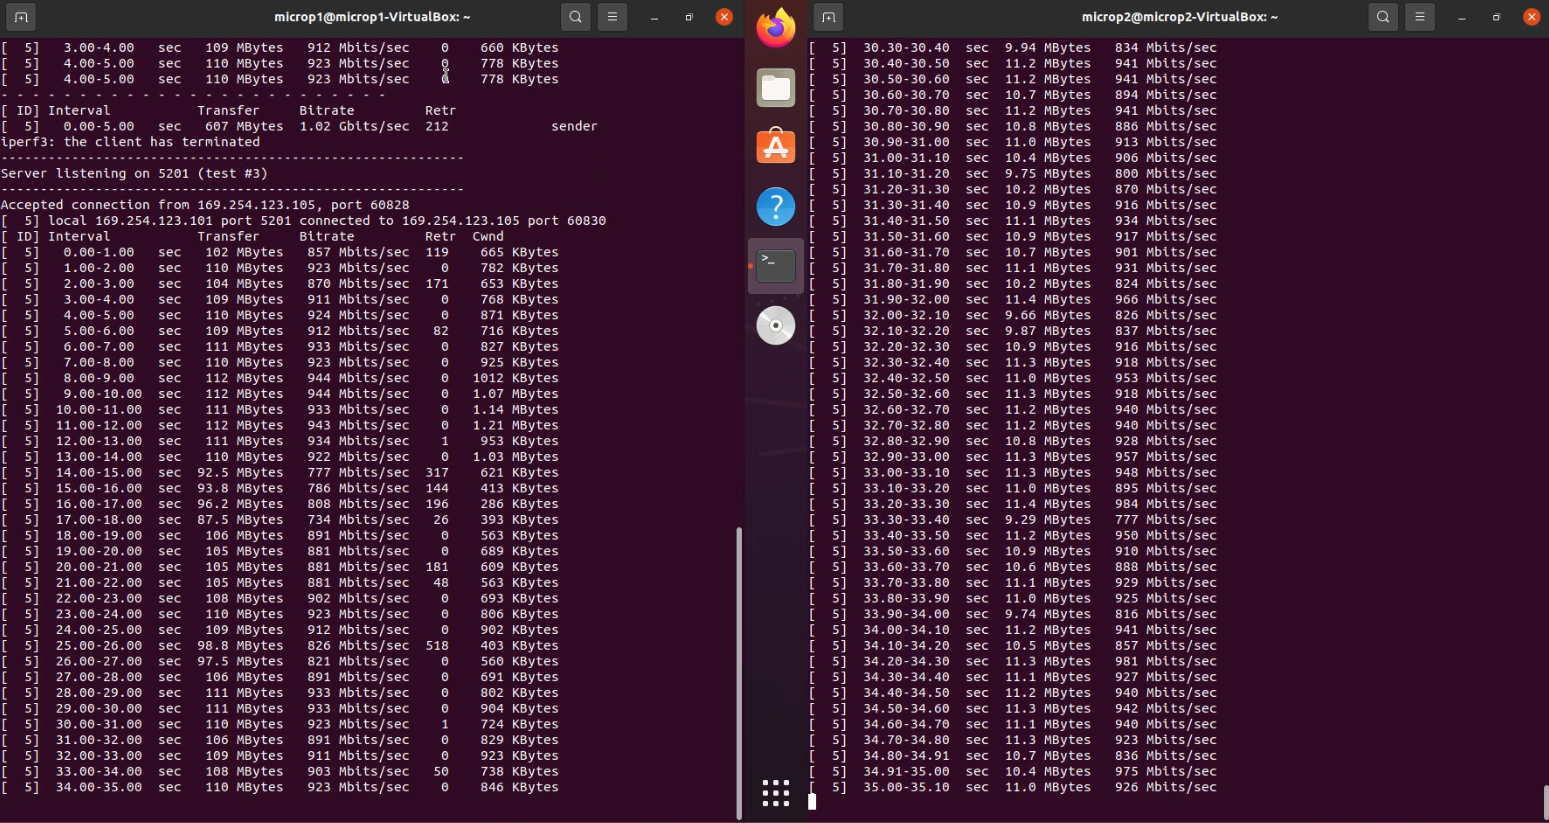 microp1@microp1-VirtualBox: ~
[  5]   3.00-4.00   sec   109 MBytes   912 Mbits/sec    0    660 KBytes
[  5]   4.00-5.00   sec   110 MBytes   923 Mbits/sec    0    778 KBytes
[  5]   4.00-5.00   sec   110 MBytes   923 Mbits/sec         778 KBytes
- - - - - - - - - - - - - - - - - - - - - - - - -
[ ID] Interval           Transfer     Bitrate         Retr
[  5]   0.00-5.00   sec   607 MBytes  1.02 Gbits/sec  212             sender
iperf3: the client has terminated
-----------------------------------------------------------
Server listening on 5201 (test #3)
-----------------------------------------------------------
Accepted connection from 169.254.123.105, port 60828
[  5] local 169.254.123.101 port 5201 connected to 169.254.123.105 port 60830
[ ID] Interval           Transfer     Bitrate         Retr  Cwnd
[  5]   0.00-1.00   sec   102 MBytes   857 Mbits/sec  119    665 KBytes
[  5]   1.00-2.00   sec   110 MBytes   923 Mbits/sec    0    782 KBytes
[  5]   2.00-3.00   sec   104 MBytes   870 Mbits/sec  171    653 KBytes
[  5]   3.00-4.00   sec   109 MBytes   911 Mbits/sec    0    768 KBytes
[  5]   4.00-5.00   sec   110 MBytes   924 Mbits/sec    0    871 KBytes
[  5]   5.00-6.00   sec   109 MBytes   912 Mbits/sec   82    716 KBytes
[  5]   6.00-7.00   sec   111 MBytes   933 Mbits/sec    0    827 KBytes
[  5]   7.00-8.00   sec   110 MBytes   923 Mbits/sec    0    925 KBytes
[  5]   8.00-9.00   sec   112 MBytes   944 Mbits/sec    0   1012 KBytes
[  5]   9.00-10.00  sec   112 MBytes   944 Mbits/sec    0   1.07 MBytes
[  5]  10.00-11.00  sec   111 MBytes   933 Mbits/sec    0   1.14 MBytes
[  5]  11.00-12.00  sec   112 MBytes   943 Mbits/sec    0   1.21 MBytes
[  5]  12.00-13.00  sec   111 MBytes   934 Mbits/sec    1    953 KBytes
[  5]  13.00-14.00  sec   110 MBytes   922 Mbits/sec    0   1.03 MBytes
[  5]  14.00-15.00  sec  92.5 MBytes   777 Mbits/sec  317    621 KBytes
[  5]  15.00-16.00  sec  93.8 MBytes   786 Mbits/sec  144    413 KBytes
[  5]  16.00-17.00  sec  96.2 MBytes   808 Mbits/sec  196    286 KBytes
[  5]  17.00-18.00  sec  87.5 MBytes   734 Mbits/sec   26    393 KBytes
[  5]  18.00-19.00  sec   106 MBytes   891 Mbits/sec    0    563 KBytes
[  5]  19.00-20.00  sec   105 MBytes   881 Mbits/sec    0    689 KBytes
[  5]  20.00-21.00  sec   105 MBytes   881 Mbits/sec  181    609 KBytes
[  5]  21.00-22.00  sec   105 MBytes   881 Mbits/sec   48    563 KBytes
[  5]  22.00-23.00  sec   108 MBytes   902 Mbits/sec    0    693 KBytes
[  5]  23.00-24.00  sec   110 MBytes   923 Mbits/sec    0    806 KBytes
[  5]  24.00-25.00  sec   109 MBytes   912 Mbits/sec    0    902 KBytes
[  5]  25.00-26.00  sec  98.8 MBytes   826 Mbits/sec  518    403 KBytes
[  5]  26.00-27.00  sec  97.5 MBytes   821 Mbits/sec    0    560 KBytes
[  5]  27.00-28.00  sec   106 MBytes   891 Mbits/sec    0    691 KBytes
[  5]  28.00-29.00  sec   111 MBytes   933 Mbits/sec    0    802 KBytes
[  5]  29.00-30.00  sec   111 MBytes   933 Mbits/sec    0    904 KBytes
[  5]  30.00-31.00  sec   110 MBytes   923 Mbits/sec    1    724 KBytes
[  5]  31.00-32.00  sec   106 MBytes   891 Mbits/sec    0    829 KBytes
[  5]  32.00-33.00  sec   109 MBytes   911 Mbits/sec    0    923 KBytes
[  5]  33.00-34.00  sec   108 MBytes   903 Mbits/sec   50    738 KBytes
[  5]  34.00-35.00  sec   110 MBytes   923 Mbits/sec    0    846 KBytes
microp2@microp2-VirtualBox: ~
[  5]  30.30-30.40  sec  9.94 MBytes   834 Mbits/sec
[  5]  30.40-30.50  sec  11.2 MBytes   941 Mbits/sec
[  5]  30.50-30.60  sec  11.2 MBytes   941 Mbits/sec
[  5]  30.60-30.70  sec  10.7 MBytes   894 Mbits/sec
[  5]  30.70-30.80  sec  11.2 MBytes   941 Mbits/sec
[  5]  30.80-30.90  sec  10.8 MBytes   886 Mbits/sec
[  5]  30.90-31.00  sec  11.0 MBytes   913 Mbits/sec
[  5]  31.00-31.10  sec  10.4 MBytes   906 Mbits/sec
[  5]  31.10-31.20  sec  9.75 MBytes   800 Mbits/sec
[  5]  31.20-31.30  sec  10.2 MBytes   870 Mbits/sec
[  5]  31.30-31.40  sec  10.9 MBytes   916 Mbits/sec
[  5]  31.40-31.50  sec  11.1 MBytes   934 Mbits/sec
[  5]  31.50-31.60  sec  10.9 MBytes   917 Mbits/sec
[  5]  31.60-31.70  sec  10.7 MBytes   901 Mbits/sec
[  5]  31.70-31.80  sec  11.1 MBytes   931 Mbits/sec
[  5]  31.80-31.90  sec  10.2 MBytes   824 Mbits/sec
[  5]  31.90-32.00  sec  11.4 MBytes   966 Mbits/sec
[  5]  32.00-32.10  sec  9.66 MBytes   826 Mbits/sec
[  5]  32.10-32.20  sec  9.87 MBytes   837 Mbits/sec
[  5]  32.20-32.30  sec  10.9 MBytes   916 Mbits/sec
[  5]  32.30-32.40  sec  11.3 MBytes   918 Mbits/sec
[  5]  32.40-32.50  sec  11.0 MBytes   953 Mbits/sec
[  5]  32.50-32.60  sec  11.3 MBytes   918 Mbits/sec
[  5]  32.60-32.70  sec  11.2 MBytes   940 Mbits/sec
[  5]  32.70-32.80  sec  11.2 MBytes   940 Mbits/sec
[  5]  32.80-32.90  sec  10.8 MBytes   928 Mbits/sec
[  5]  32.90-33.00  sec  11.3 MBytes   957 Mbits/sec
[  5]  33.00-33.10  sec  11.3 MBytes   948 Mbits/sec
[  5]  33.10-33.20  sec  11.0 MBytes   895 Mbits/sec
[  5]  33.20-33.30  sec  11.4 MBytes   984 Mbits/sec
[  5]  33.30-33.40  sec  9.29 MBytes   777 Mbits/sec
[  5]  33.40-33.50  sec  11.2 MBytes   950 Mbits/sec
[  5]  33.50-33.60  sec  10.9 MBytes   910 Mbits/sec
[  5]  33.60-33.70  sec  10.6 MBytes   888 Mbits/sec
[  5]  33.70-33.80  sec  11.1 MBytes   929 Mbits/sec
[  5]  33.80-33.90  sec  11.0 MBytes   925 Mbits/sec
[  5]  33.90-34.00  sec  9.74 MBytes   816 Mbits/sec
[  5]  34.00-34.10  sec  11.2 MBytes   941 Mbits/sec
[  5]  34.10-34.20  sec  10.5 MBytes   857 Mbits/sec
[  5]  34.20-34.30  sec  11.3 MBytes   981 Mbits/sec
[  5]  34.30-34.40  sec  11.1 MBytes   927 Mbits/sec
[  5]  34.40-34.50  sec  11.2 MBytes   940 Mbits/sec
[  5]  34.50-34.60  sec  11.3 MBytes   942 Mbits/sec
[  5]  34.60-34.70  sec  11.1 MBytes   940 Mbits/sec
[  5]  34.70-34.80  sec  11.3 MBytes   923 Mbits/sec
[  5]  34.80-34.91  sec  10.7 MBytes   836 Mbits/sec
[  5]  34.91-35.00  sec  10.4 MBytes   975 Mbits/sec
[  5]  35.00-35.10  sec  11.0 MBytes   926 Mbits/sec